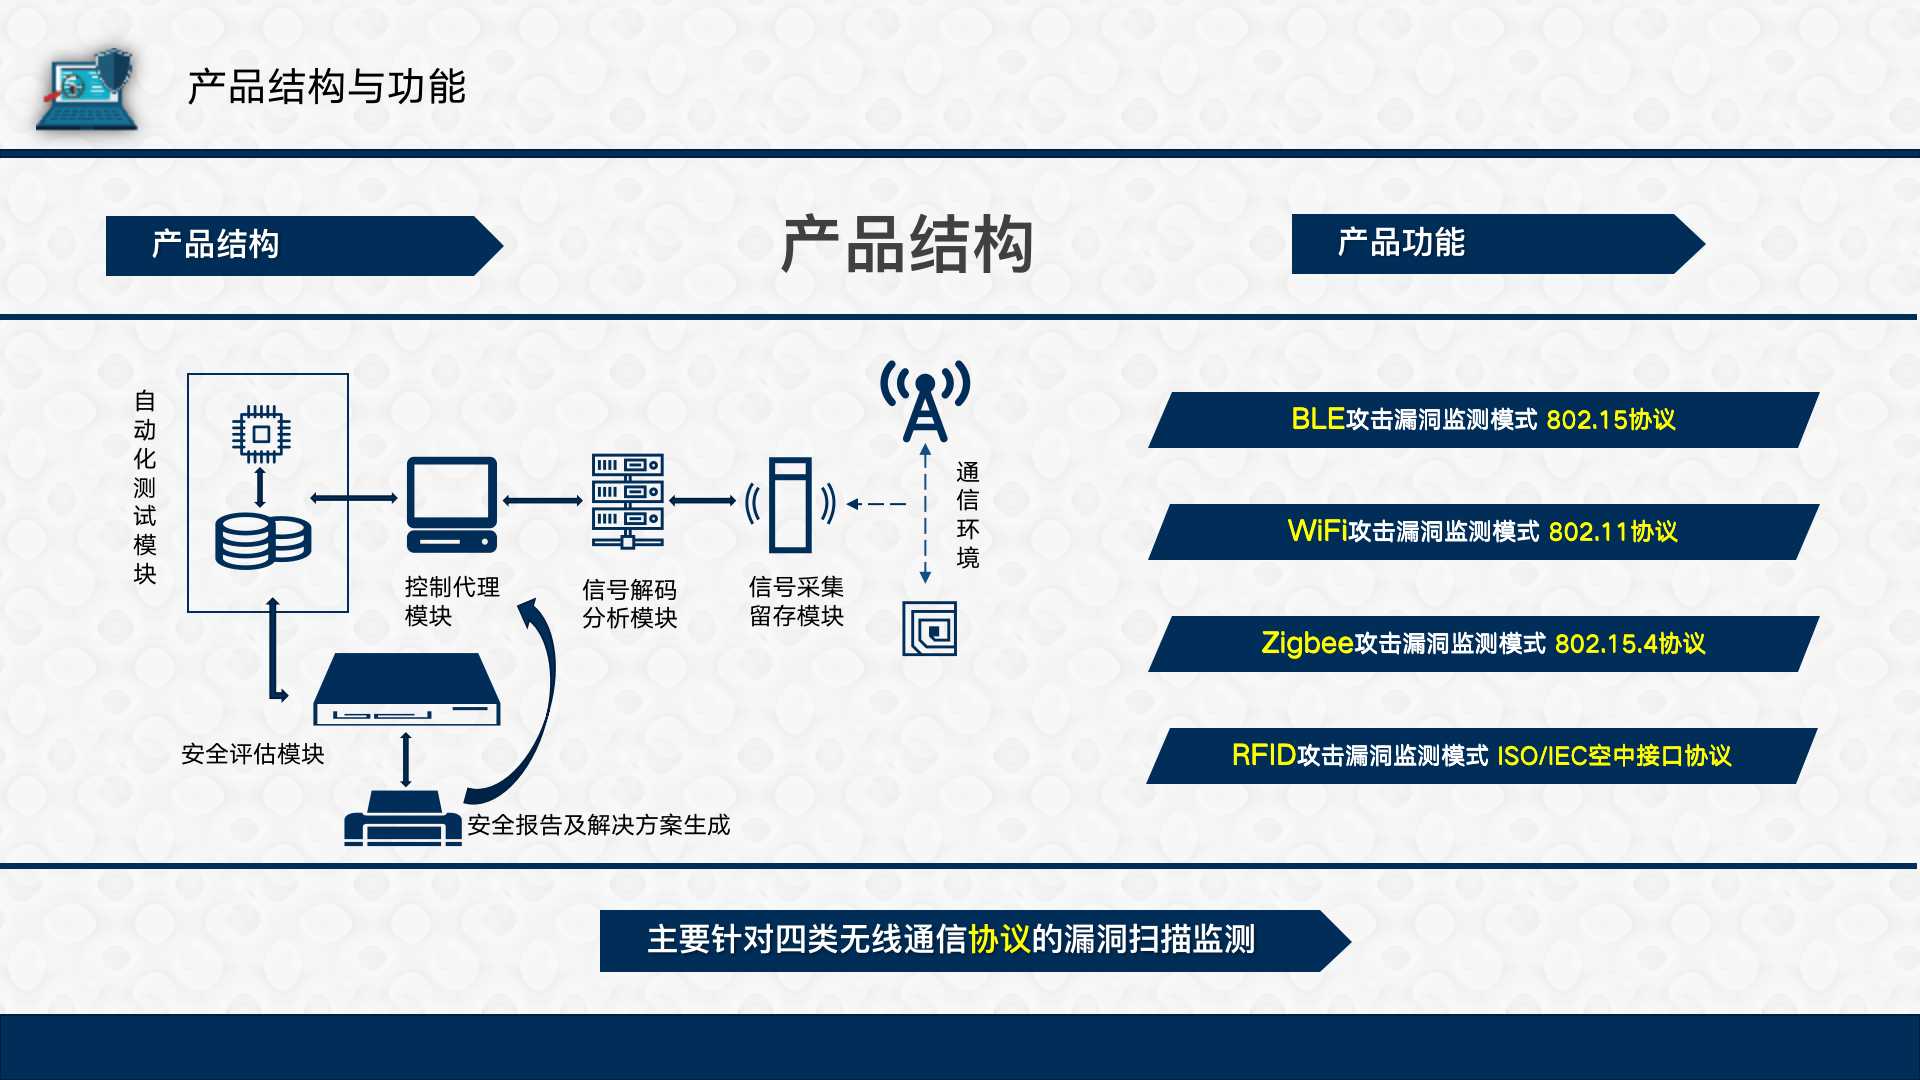 产品结构与功能
产品结构
产品结构
产品功能
自动化测试模块
控制代理
模块
信号解码
分析模块
信号采集
留存模块
通信环境
安全评估模块
安全报告及解决方案生成
BLE攻击漏洞监测模式 802.15协议
WiFi攻击漏洞监测模式 802.11协议
Zigbee攻击漏洞监测模式 802.15.4协议
RFID攻击漏洞监测模式 ISO/IEC空中接口协议
主要针对四类无线通信协议的漏洞扫描监测